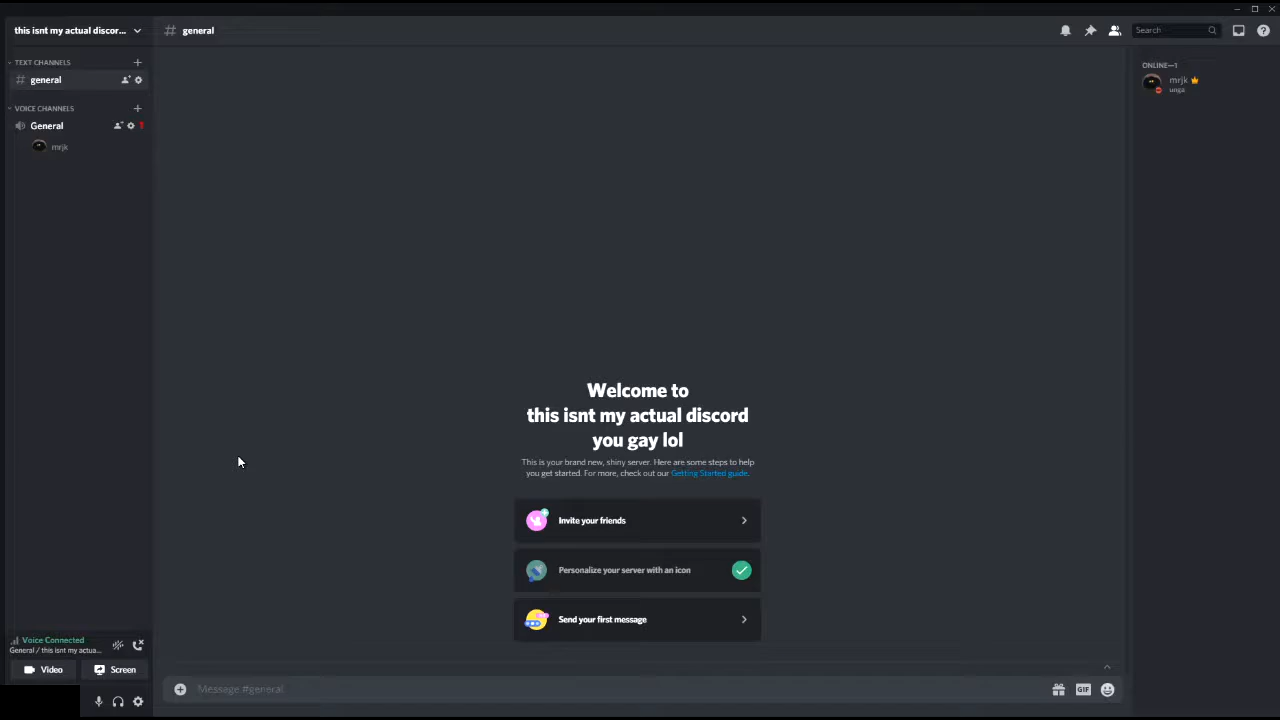 this isnt my actual discor...
general
Search
TEXT CHANNELS
general
VOICE CHANNELS
General
mrjk
ONLINE—1
mrjk
unga
Welcome to
this isnt my actual discord
you gay lol
This is your brand new, shiny server. Here are some steps to help
you get started. For more, check out our Getting Started guide.
Invite your friends
Personalize your server with an icon
Send your first message
Voice Connected
General / this isnt my actua...
Video
Screen
Message #general
GIF